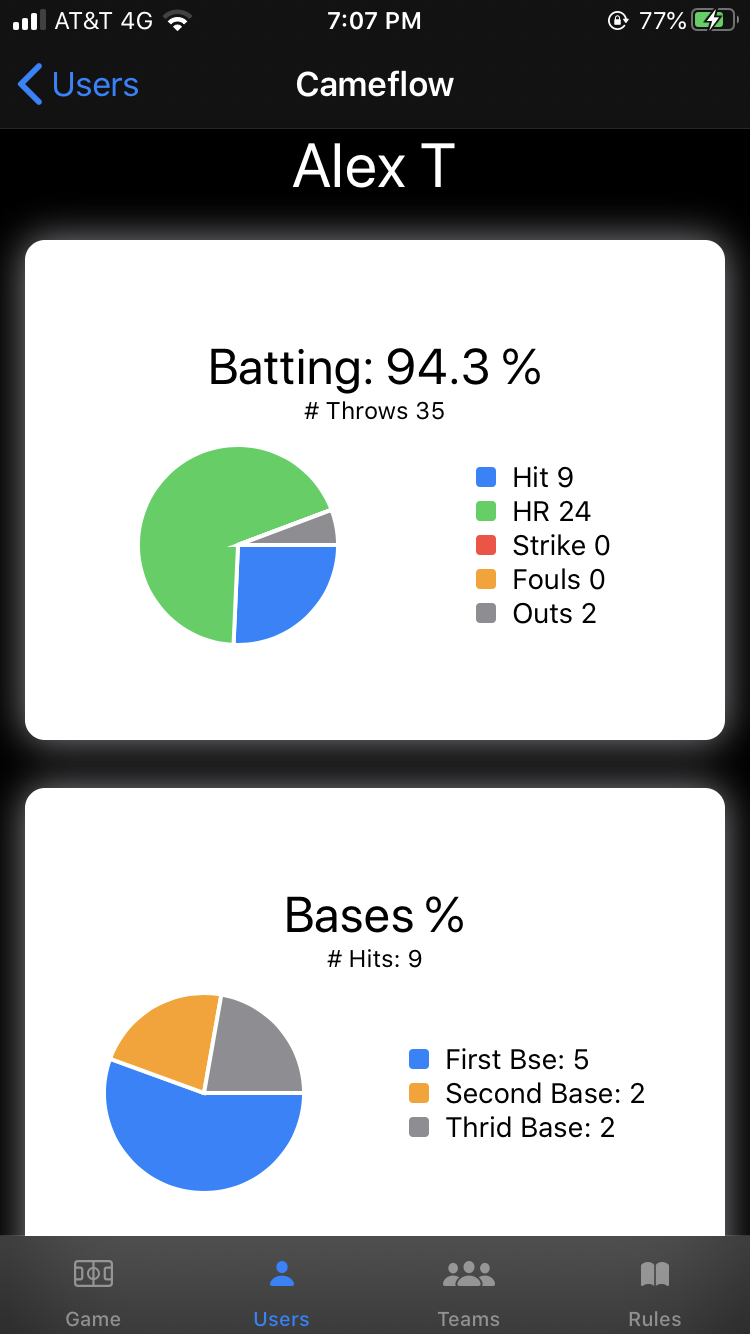 AT&T 4G 7:07 PM 77%
Users Cameflow
Alex T
Batting: 94.3 %
# Throws 35
Hit 9
HR 24
Strike 0
Fouls 0
Outs 2
Bases %
# Hits: 9
First Bse: 5
Second Base: 2
Thrid Base: 2
Game Users Teams Rules